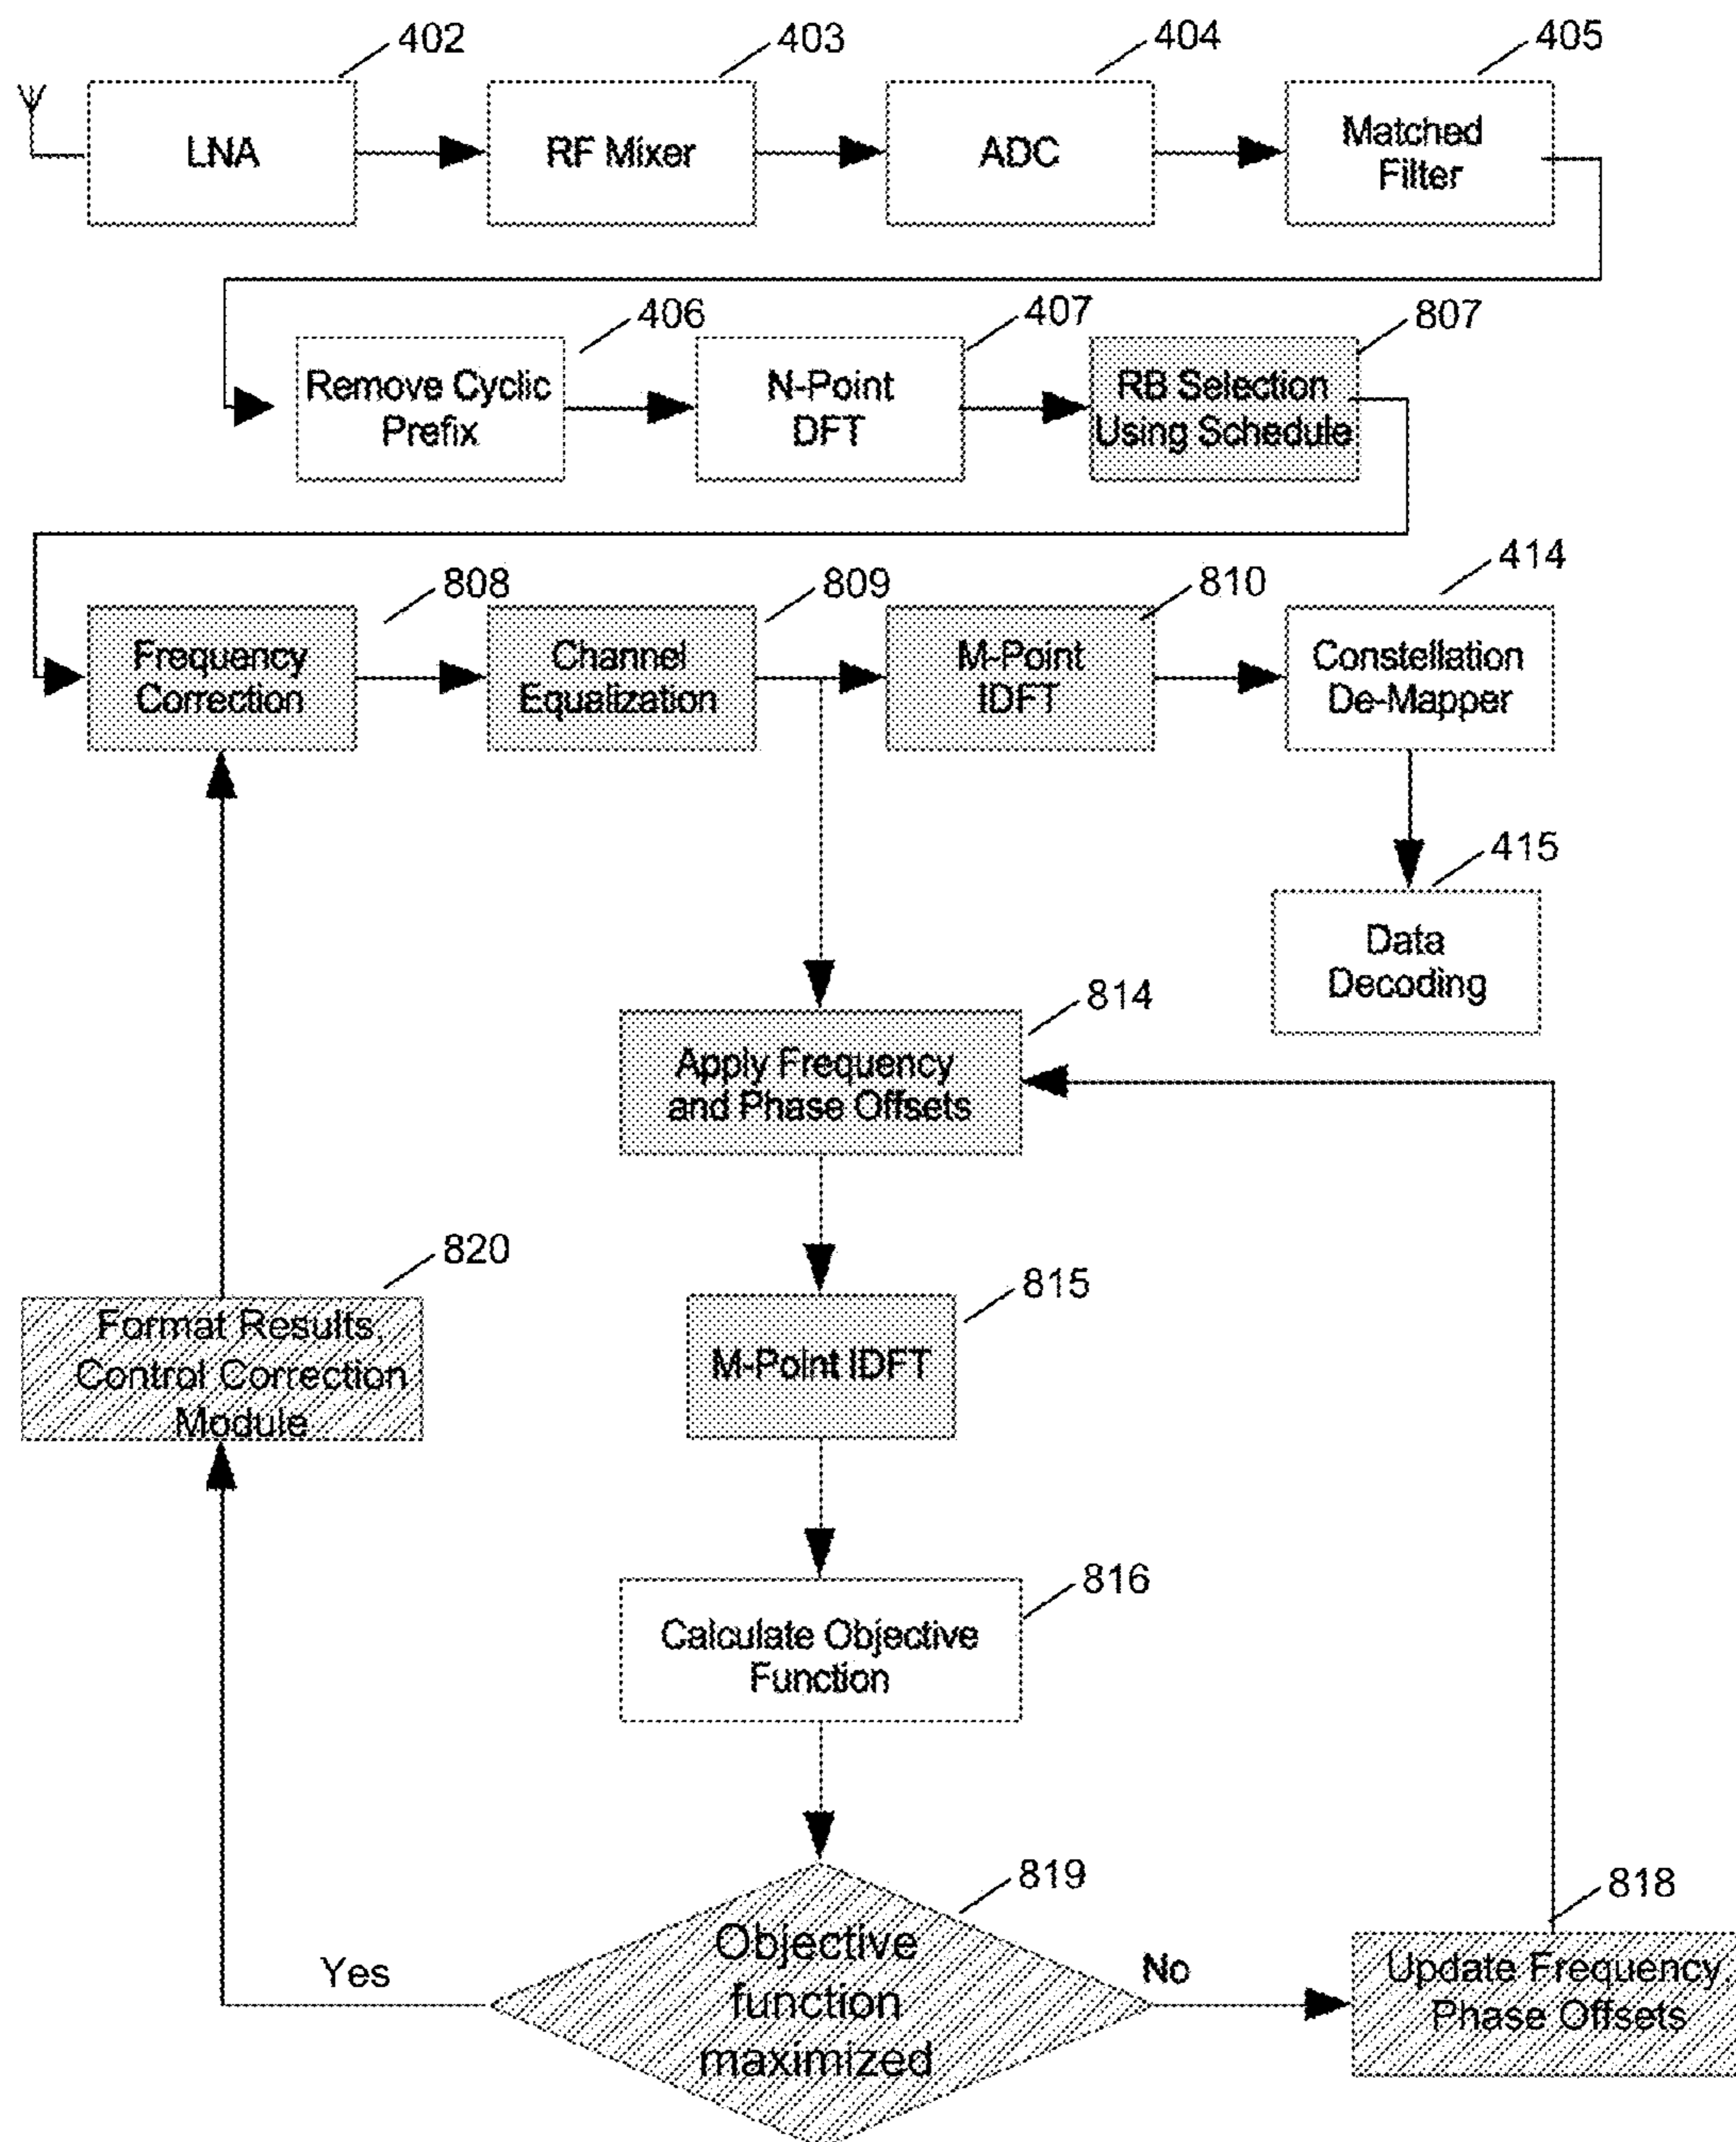 402
403
404
405
LNA
RF Mixer
ADC
Matched
Filter
406
407
807
Remove Cyclic
Prefix
N-Point
DFT
RB Selection
Using Schedule
808
809
810
414
Frequency
Correction
Channel
Equalization
M-Point
IDFT
Constellation
De-Mapper
415
Data
Decoding
814
Apply Frequency
and Phase Offsets
820
Format Results,
Control Correction
Module
815
M-Point IDFT
816
Calculate Objective
Function
819
Objective
function
maximized
Yes
No
818
Update Frequency
Phase Offsets